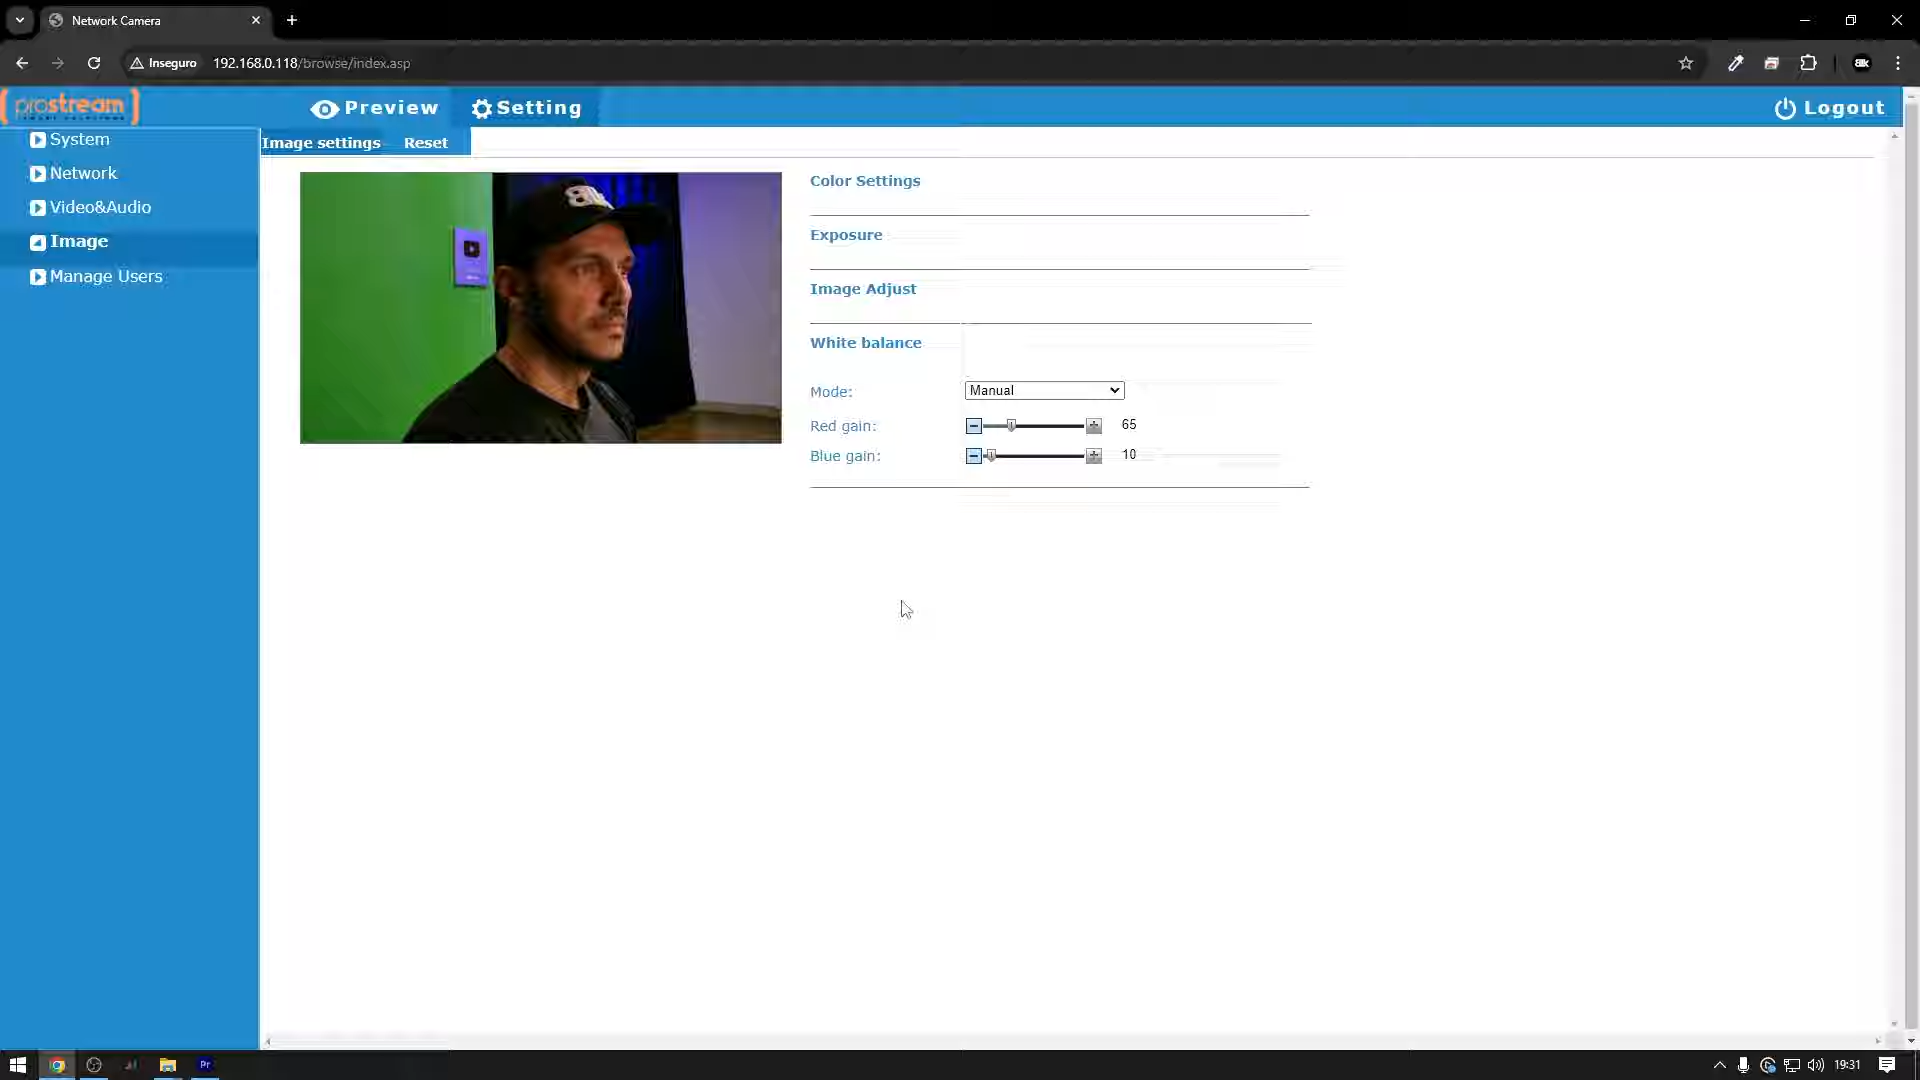 Network Camera
Inseguro
192.168.0.118/browse/index.asp
prostream
Preview
Setting
Logout
System
Network
Video&Audio
Image
Manage Users
Image settings
Reset
Color Settings
Exposure
Image Adjust
White balance
Mode:
Manual
Red gain:
65
Blue gain:
10
Pr
19:31